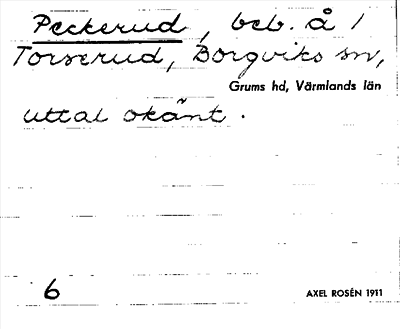 Peckerud, beb. å 1
Torserud, Borgviks sn,
Grums hd, Värmlands län
uttal okänt.
6
AXEL ROSÉN 1911